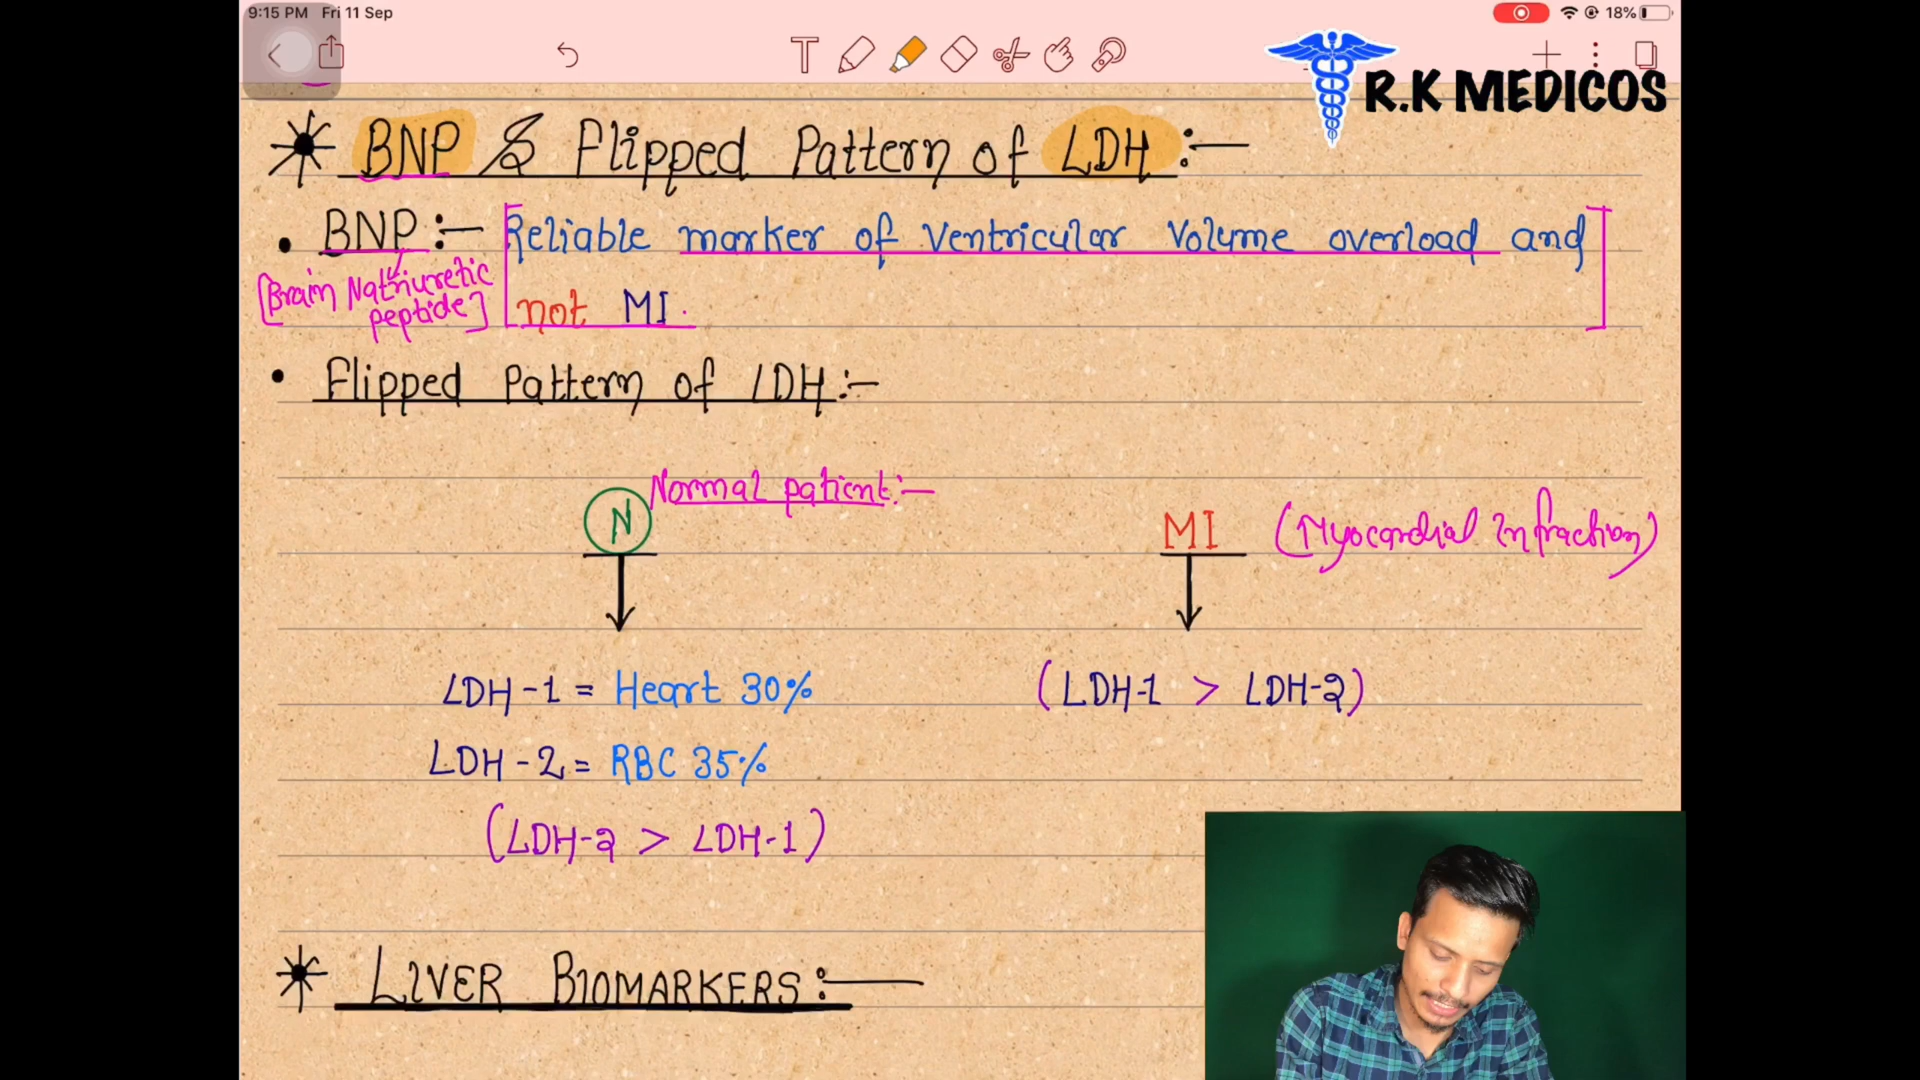 9:15 PM Fri 11 Sep
18%
R.K MEDICOS
BNP & Flipped Pattern of LDH :-
BNP :- Reliable marker of Ventricular Volume overload and
[Brain Natriuretic
peptide]
not MI.
Flipped Pattern of LDH :-
N Normal patient :-
MI (Myocardial Infraction)
LDH-1 = Heart 30%
(LDH-1 > LDH-2)
LDH-2 = RBC 35%
(LDH-2 > LDH-1)
LIVER BIOMARKERS :-